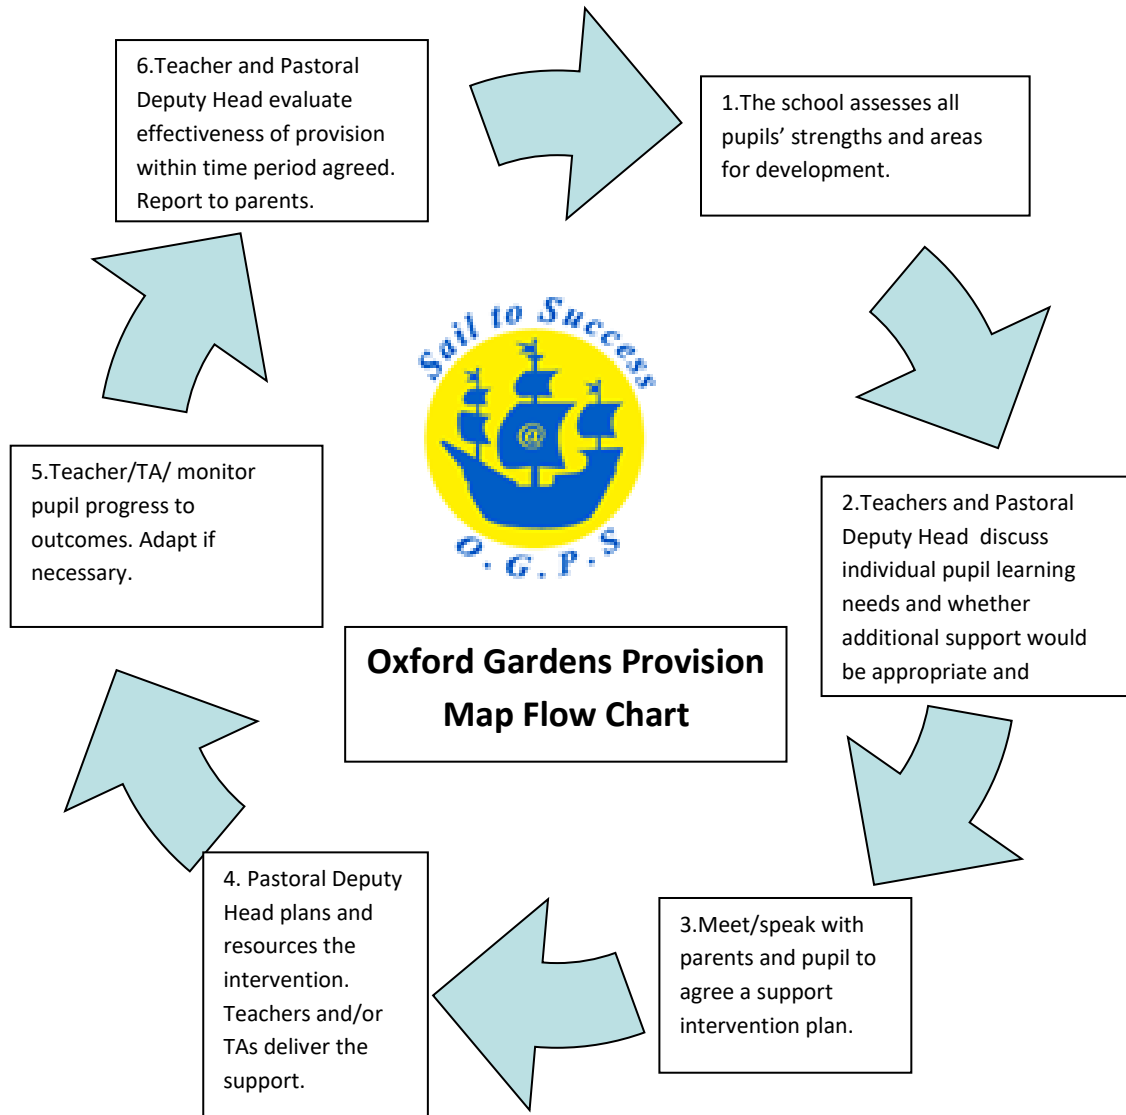 6.Teacher and Pastoral
Deputy Head evaluate
effectiveness of provision
within time period agreed.
Report to parents.
1.The school assesses all
pupils’ strengths and areas
for development.
Sail to Success
@
O.G.P.S
5.Teacher/TA/ monitor
pupil progress to
outcomes. Adapt if
necessary.
2.Teachers and Pastoral
Deputy Head  discuss
individual pupil learning
needs and whether
additional support would
be appropriate and
Oxford Gardens Provision
Map Flow Chart
4. Pastoral Deputy
Head plans and
resources the
intervention.
Teachers and/or
TAs deliver the
support.
3.Meet/speak with
parents and pupil to
agree a support
intervention plan.